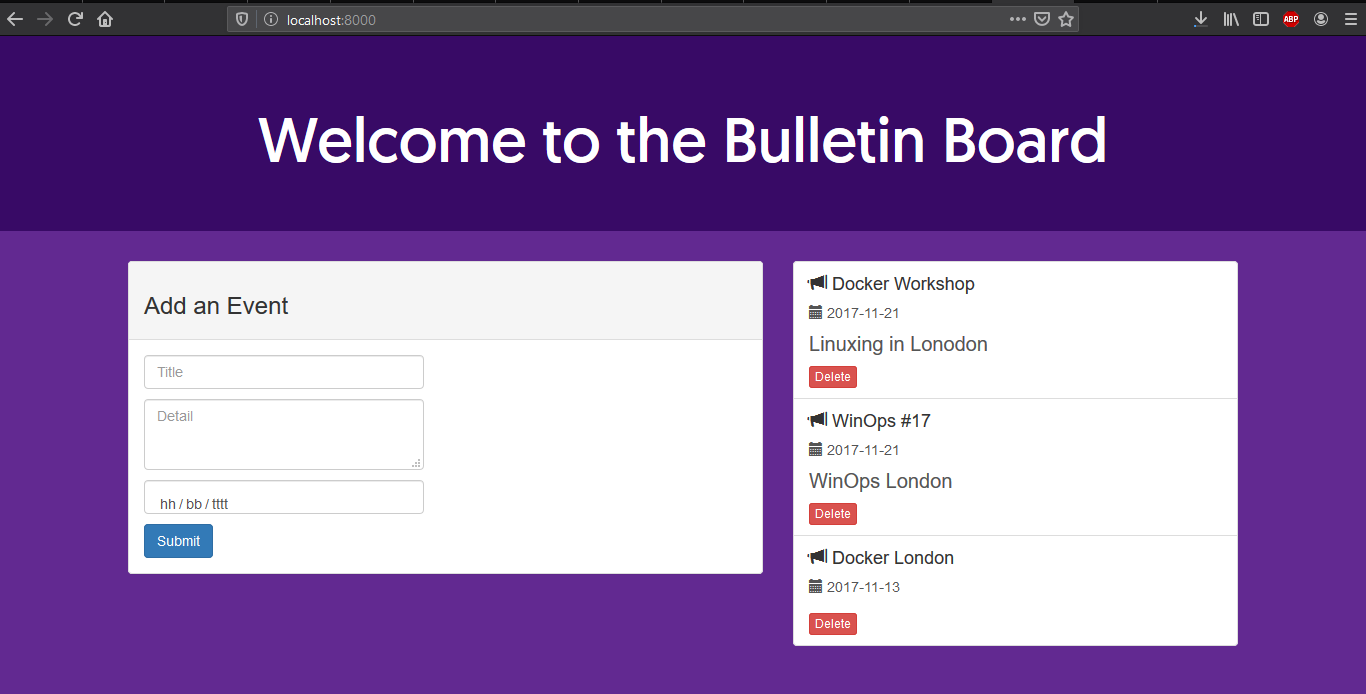 localhost:8000
ABP
Welcome to the Bulletin Board
Add an Event
Title
Detail
hh / bb / tttt
Submit
Docker Workshop
2017-11-21
Linuxing in Lonodon
Delete
WinOps #17
2017-11-21
WinOps London
Delete
Docker London
2017-11-13
Delete